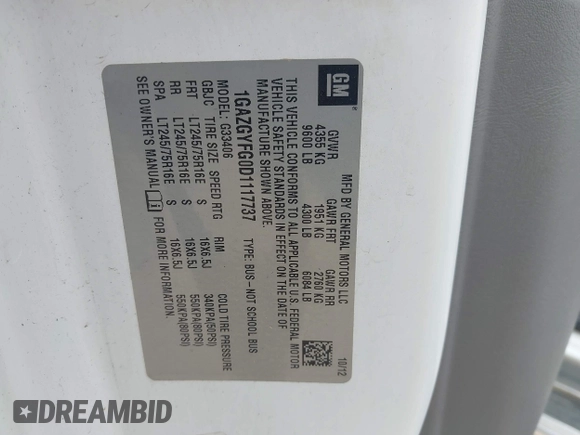 GM
MFD BY GENERAL MOTORS LLC 10/12
GVWR GAWR FRT GAWR RR
4355 KG 1951 KG 2760 KG
9600 LB 4300 LB 6084 LB
THIS VEHICLE CONFORMS TO ALL APPLICABLE U.S. FEDERAL MOTOR
VEHICLE SAFETY STANDARDS IN EFFECT ON THE DATE OF
MANUFACTURE SHOWN ABOVE.
1GAZGYFG0D1117737 TYPE: BUS-NOT SCHOOL BUS
MODEL: G33406
GBJC TIRE SIZE SPEED RTG RIM COLD TIRE PRESSURE
FRT LT245/75R16E S 16X6.5J 340KPA(50PSI)
RR LT245/75R16E S 16X6.5J 550KPA(80PSI)
SPA LT245/75R16E S 16X6.5J 550KPA(80PSI)
SEE OWNER'S MANUAL i FOR MORE INFORMATION.
DREAMBID